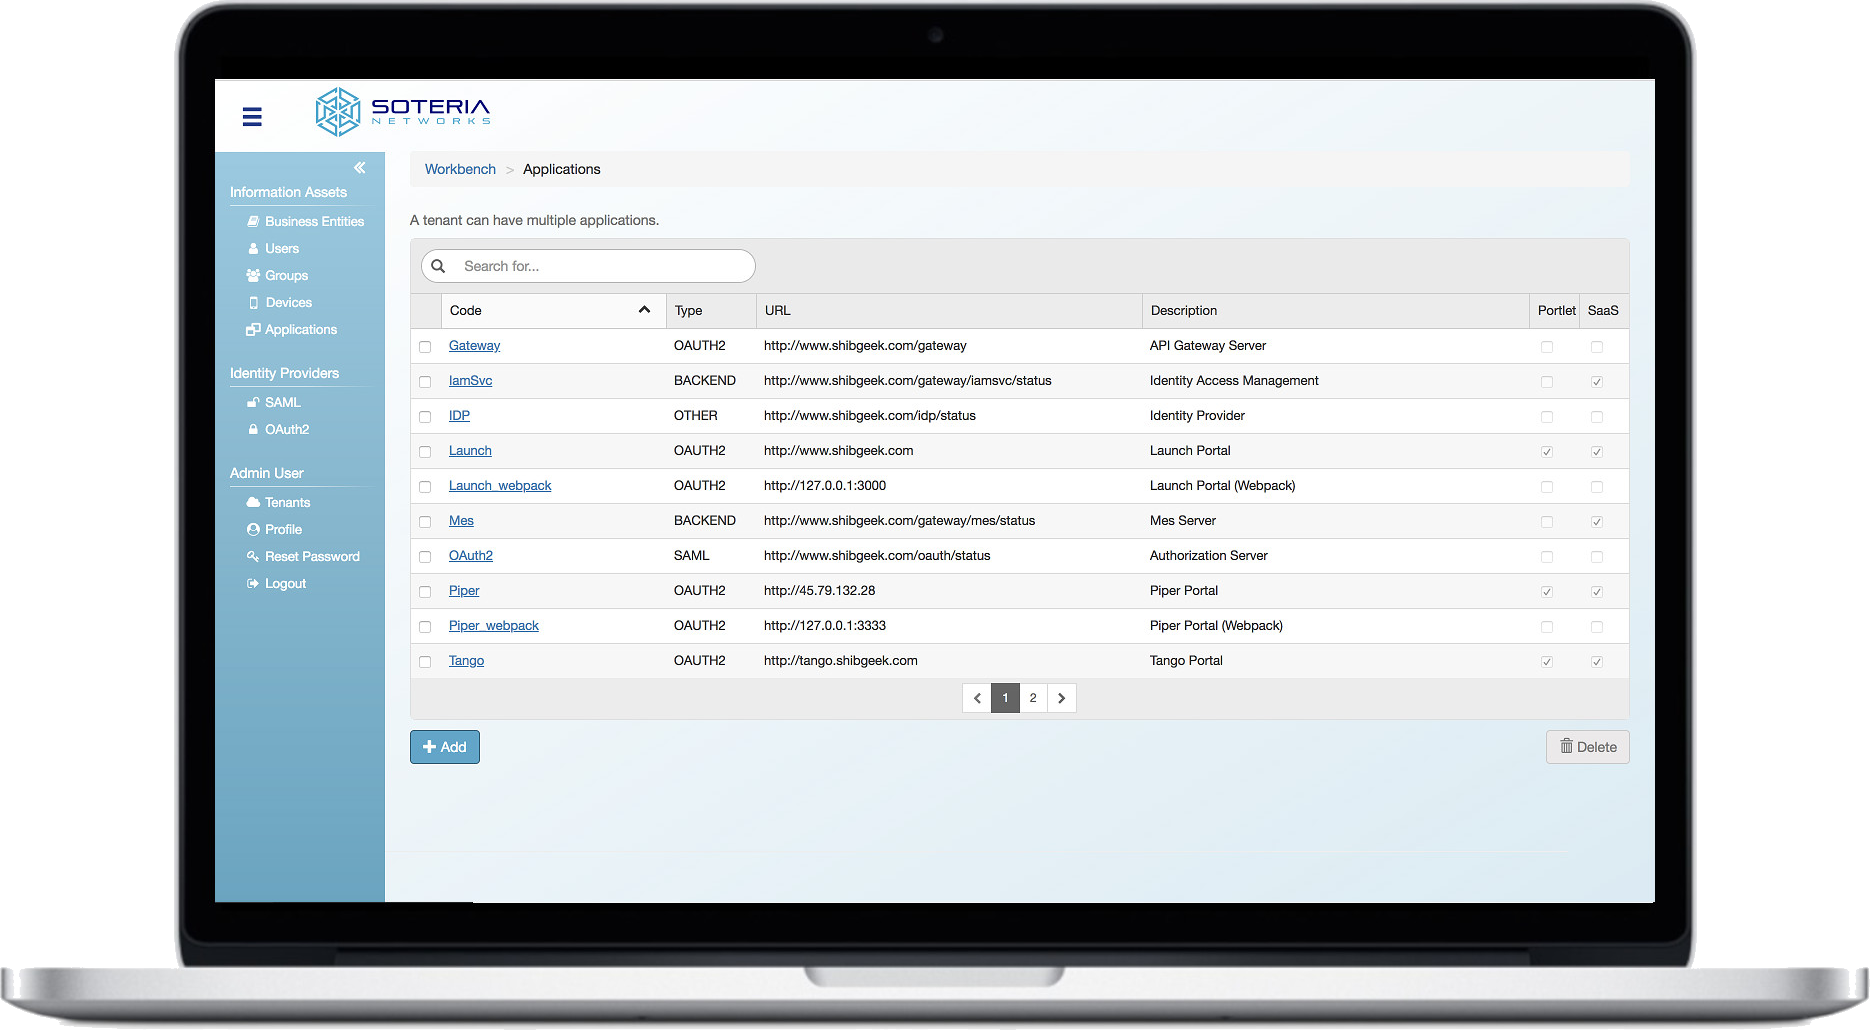 SOTERIA
NETWORKS
Information Assets
Business Entities
Users
Groups
Devices
Applications
Identity Providers
SAML
OAuth2
Admin User
Tenants
Profile
Reset Password
Logout
Workbench > Applications
A tenant can have multiple applications.
Search for...
Code Type URL Description Portlet SaaS
Gateway OAUTH2 http://www.shibgeek.com/gateway API Gateway Server
IamSvc BACKEND http://www.shibgeek.com/gateway/iamsvc/status Identity Access Management
IDP OTHER http://www.shibgeek.com/idp/status Identity Provider
Launch OAUTH2 http://www.shibgeek.com Launch Portal
Launch_webpack OAUTH2 http://127.0.0.1:3000 Launch Portal (Webpack)
Mes BACKEND http://www.shibgeek.com/gateway/mes/status Mes Server
OAuth2 SAML http://www.shibgeek.com/oauth/status Authorization Server
Piper OAUTH2 http://45.79.132.28 Piper Portal
Piper_webpack OAUTH2 http://127.0.0.1:3333 Piper Portal (Webpack)
Tango OAUTH2 http://tango.shibgeek.com Tango Portal
1 2
Add Delete